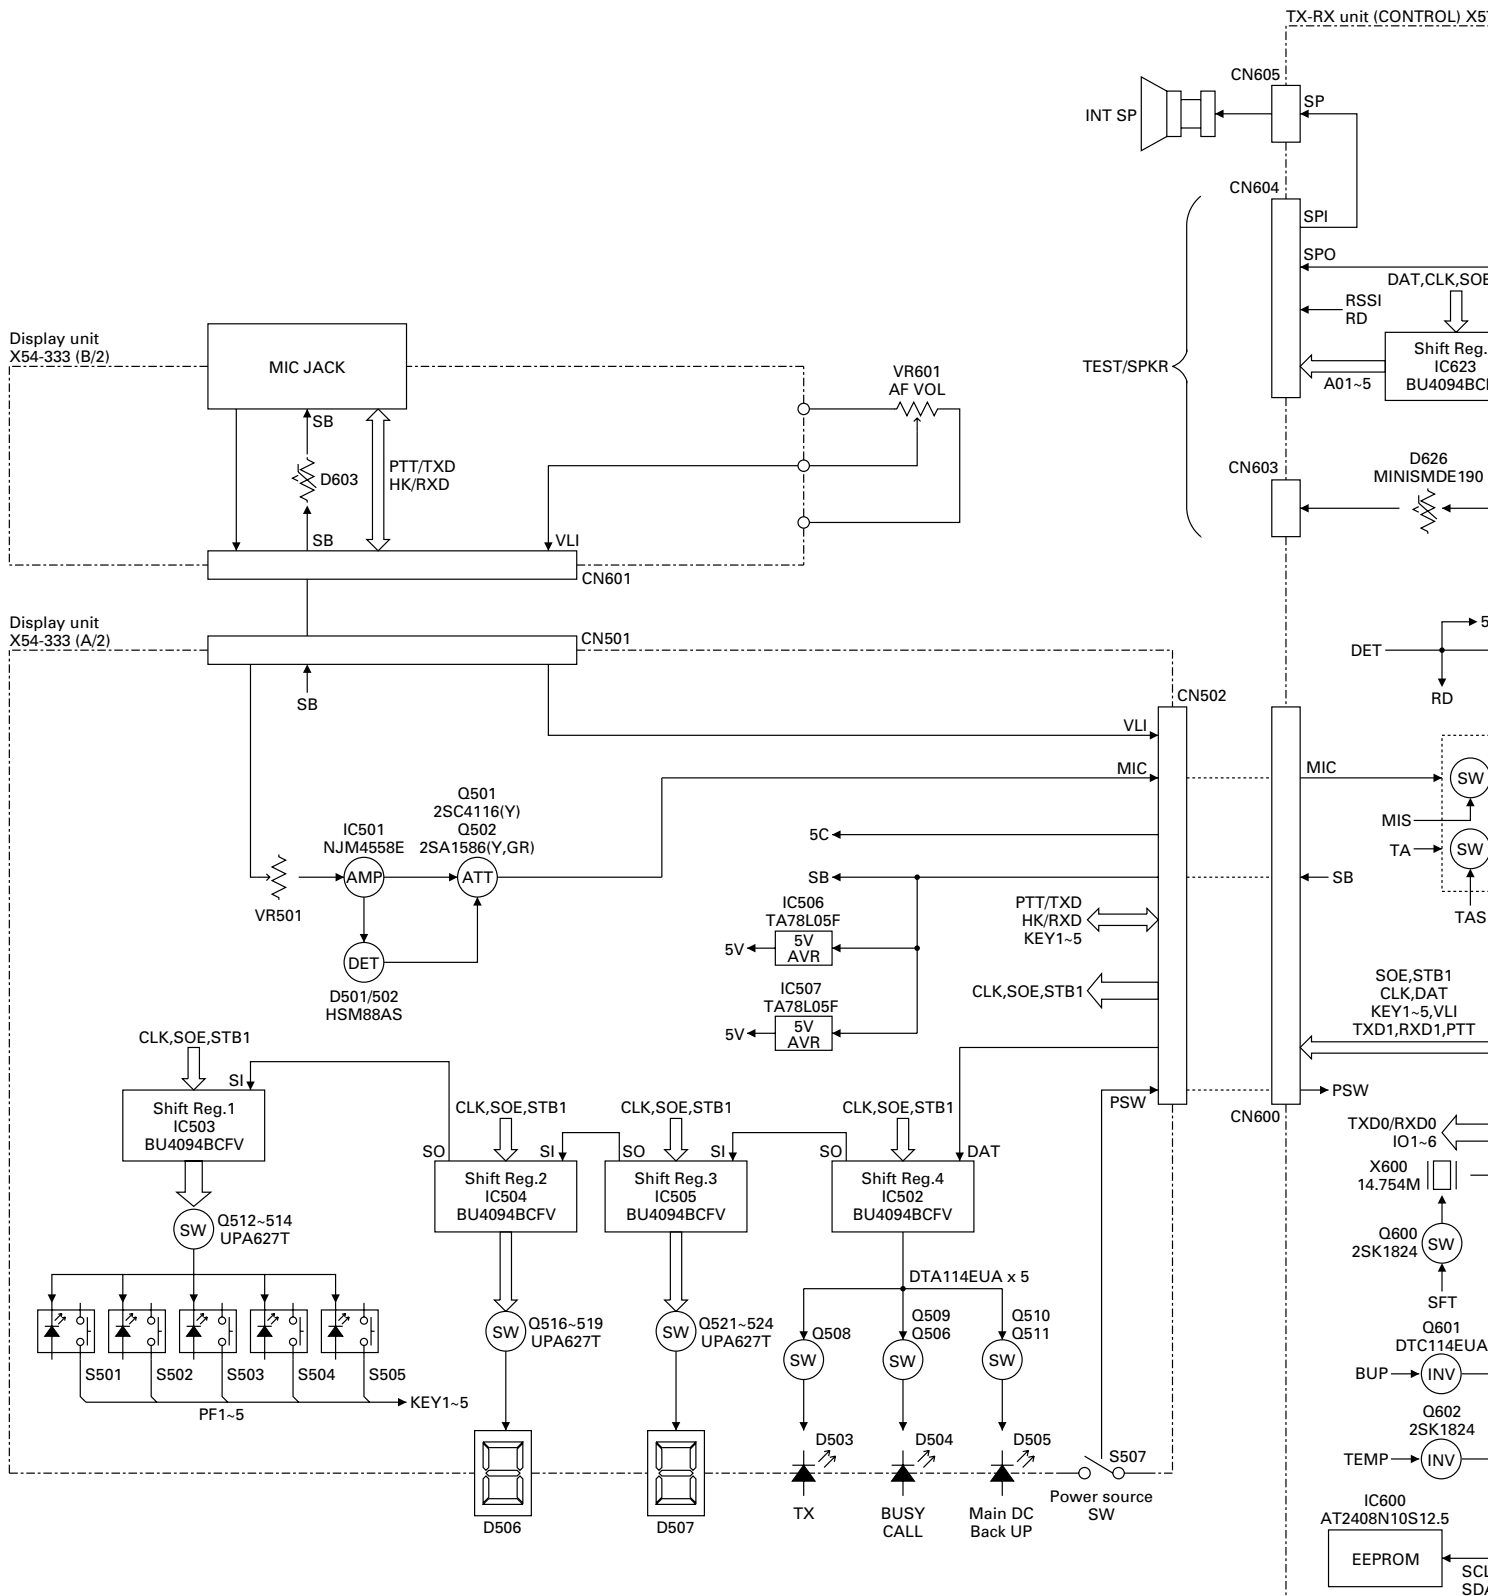 TX-RX unit (CONTROL)
CN605
SP
INT SP
CN604
SPI
SPO
DAT,CLK,SOE
RSSI
RD
Shift Reg.
IC623
A01~5
TEST/SPKR
Display unit
X54-333 (B/2)
MIC JACK
VR601
AF VOL
SB
D603
PTT/TXD
HK/RXD
SB
VLI
CN601
CN603
D626
MINISMDE190
Display unit
X54-333 (A/2)
CN501
SB
CN502
DET
RD
VLI
MIC
MIC
SW
MIS
TA
SW
TAS
Q501
2SC4116(Y)
Q502
2SA1586(Y,GR)
IC501
NJM4558E
AMP
ATT
VR501
DET
D501/502
HSM88AS
5C
SB
SB
IC506
TA78L05F
5V
5V
AVR
PTT/TXD
HK/RXD
KEY1~5
IC507
TA78L05F
5V
5V
AVR
CLK,SOE,STB1
SOE,STB1
CLK,DAT
KEY1~5,VLI
TXD1,RXD1,PTT
PSW
PSW
CN600
CLK,SOE,STB1
SI
Shift Reg.1
IC503
BU4094BCFV
CLK,SOE,STB1
SO
SI
Shift Reg.2
IC504
BU4094BCFV
CLK,SOE,STB1
SO
SI
Shift Reg.3
IC505
BU4094BCFV
CLK,SOE,STB1
SO
DAT
Shift Reg.4
IC502
BU4094BCFV
TXD0/RXD0
IO1~6
X600
14.754M
Q600
2SK1824
SW
SFT
SW
Q512~514
UPA627T
S501
S502
S503
S504
S505
PF1~5
KEY1~5
SW
Q516~519
UPA627T
SW
Q521~524
UPA627T
DTA114EUA x 5
Q508
SW
Q509
Q506
SW
Q510
Q511
SW
Q601
DTC114EUA
BUP
INV
Q602
2SK1824
TEMP
INV
D506
D507
D503
TX
D504
BUSY
CALL
D505
Main DC
Back UP
S507
Power source
SW
IC600
AT2408N10S12.5
EEPROM